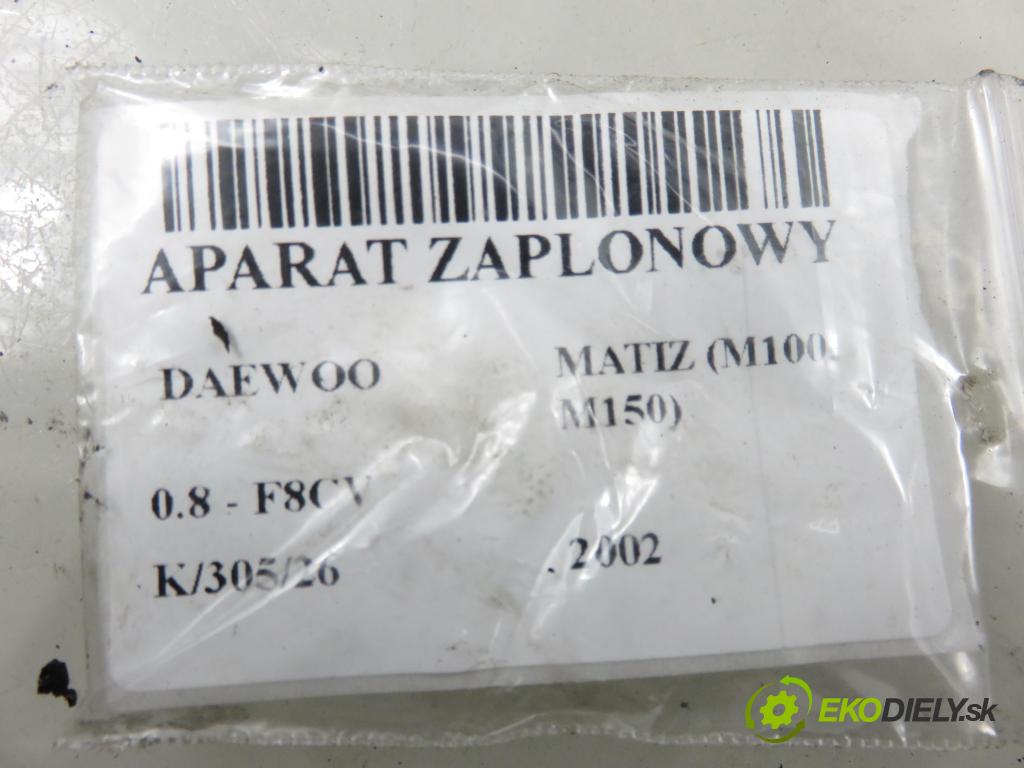 APARAT ZAPLONOWY
DAEWOO
MATIZ (M100,
M150)
0.8 - F8CV
K/305/26
2002
EKODIELY.sk